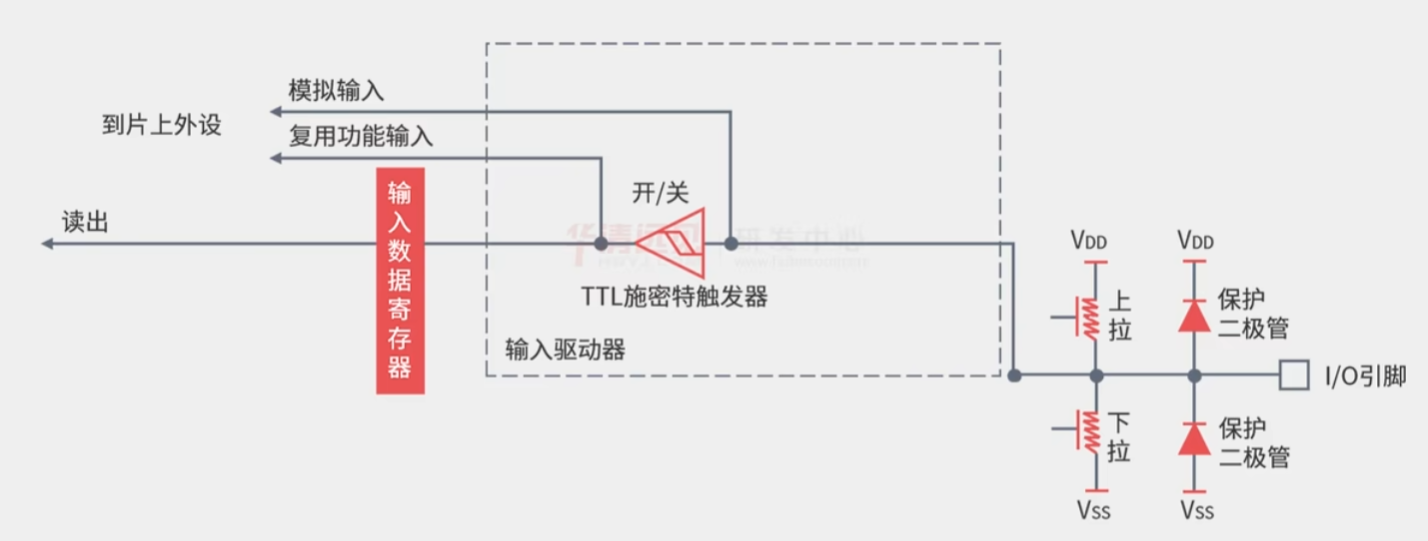 模拟输入
到片上外设
复用功能输入
输入数据寄存器
开/关
读出
华清远见 研发中心
TTL施密特触发器
输入驱动器
VDD
VDD
上拉
保护
二极管
I/O引脚
下拉
保护
二极管
VSS
VSS